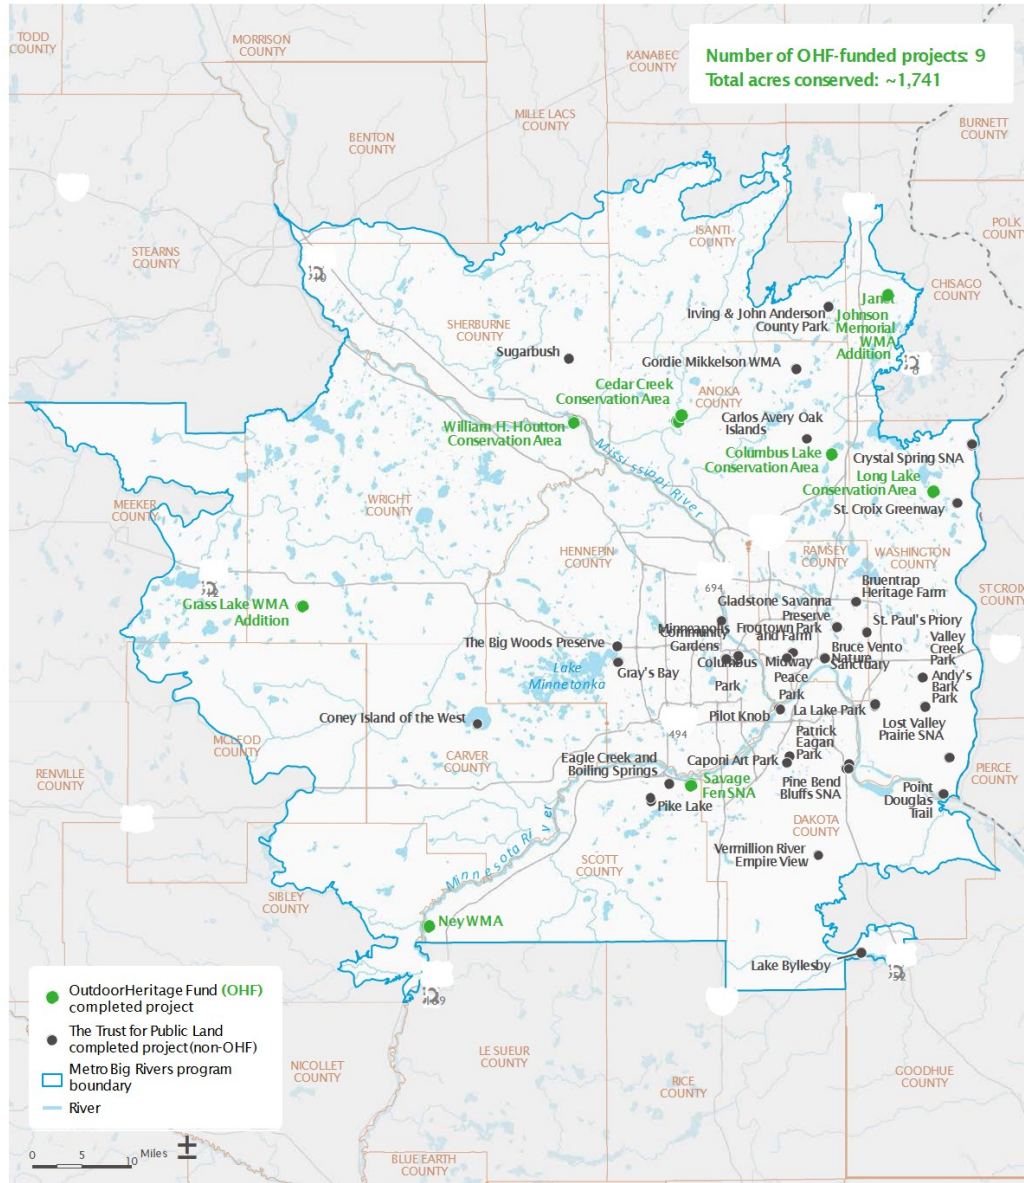 TODD
COUNTY
MORRISON
COUNTY
KANABEC
COUNTY
Number of OHF-funded projects: 9
Total acres conserved: ~1,741
MILLE LACS
COUNTY
BURNETT
COUNTY
BENTON
COUNTY
STEARNS
COUNTY
ISANTI
COUNTY
POLK
COUNTY
CHISAGO
COUNTY
Janet
Johnson
Memorial
WMA
Addition
Irving & John Anderson
County Park
SHERBURNE
COUNTY
Sugarbush
Gordie Mikkelson WMA
Cedar Creek
Conservation Area
ANOKA
COUNTY
Carlos Avery Oak
Islands
William H. Houtton
Conservation Area
Mississippi River
Columbus Lake
Conservation Area
Crystal Spring SNA
Long Lake
Conservation Area
St. Croix Greenway
MEEKER
COUNTY
WRIGHT
COUNTY
HENNEPIN
COUNTY
RAMSEY
COUNTY
WASHINGTON
COUNTY
ST CROIX
COUNTY
694
Bruentrap
Heritage Farm
Gladstone Savanna
Preserve
Grass Lake WMA
Addition
Minneapolis
Community
Gardens
Frogtown Park
and Farm
St. Paul's Priory
Valley
Creek
Park
The Big Woods Preserve
Bruce Vento
Nature
Sanctuary
Columbus
Park
Midway
Peace
Park
Lake
Minnetonka
Gray's Bay
Andy's
Bark
Park
Coney Island of the West
Pilot Knob
La Lake Park
Lost Valley
Prairie SNA
494
MCLEOD
COUNTY
CARVER
COUNTY
Eagle Creek and
Boiling Springs
Caponi Art Park
Patrick
Eagan
Park
RENVILLE
COUNTY
PIERCE
COUNTY
Savage
Fen SNA
Pine Bend
Bluffs SNA
Point
Douglas
Trail
Pike Lake
DAKOTA
COUNTY
Minnesota River
Vermillion River
Empire View
SCOTT
COUNTY
SIBLEY
COUNTY
Ney WMA
Lake Byllesby
52
169
OutdoorHeritage Fund (OHF)
completed project
The Trust for Public Land
completed project(non-OHF)
Metro Big Rivers program
boundary
River
NICOLLET
COUNTY
LE SUEUR
COUNTY
RICE
COUNTY
GOODHUE
COUNTY
BLUE EARTH
COUNTY
0 5 10 Miles